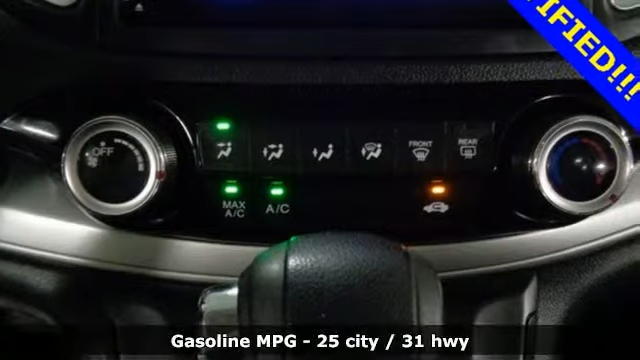 IFIED!!!
OFF
FRONT
REAR
MAX
A/C
A/C
Gasoline MPG - 25 city / 31 hwy